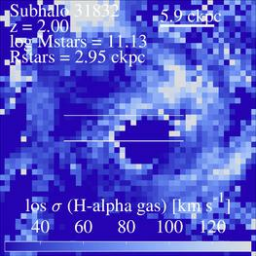 Subhalo 31832
5.9 ckpc
z = 2.00
log Mstars = 11.13
Rstars = 2.95 ckpc
los σ (H-alpha gas) [km s⁻¹]
40 60 80 100 120